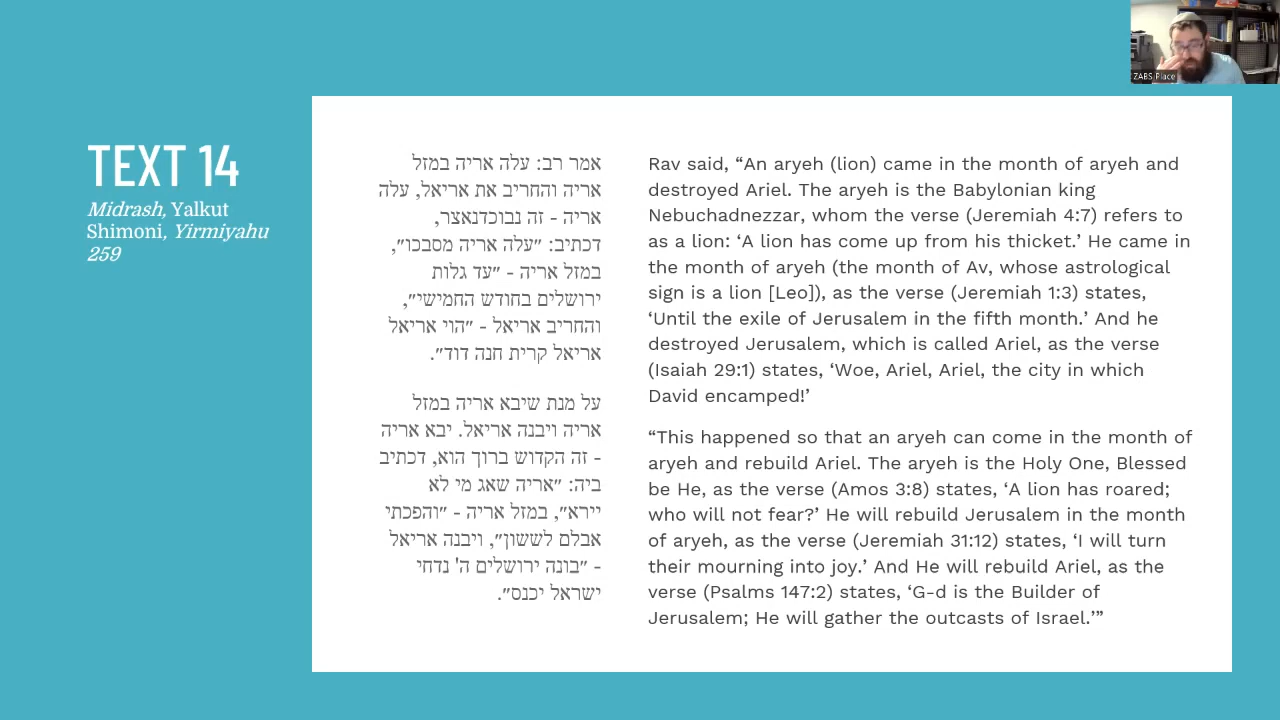 TEXT 14
Midrash, Yalkut
Shimoni, Yirmiyahu
259
אמר רב: עלה אריה במזל
אריה והחריב את אריאל, עלה
אריה - זה נבוכדנאצר,
דכתיב: ״עלה אריה מסבכו״,
במזל אריה - ״עד גלות
ירושלים בחודש החמישי״,
והחריב אריאל - ״הוי אריאל
אריאל קרית חנה דוד״.
על מנת שיבא אריה במזל
אריה ויבנה אריאל. יבא אריה
- זה הקדוש ברוך הוא, דכתיב
ביה: ״אריה שאג מי לא
יירא״, במזל אריה - ״והפכתי
אבלם לששון״, ויבנה אריאל
- ״בונה ירושלים ה' נדחי
ישראל יכנס״.
Rav said, “An aryeh (lion) came in the month of aryeh and
destroyed Ariel. The aryeh is the Babylonian king
Nebuchadnezzar, whom the verse (Jeremiah 4:7) refers to
as a lion: ‘A lion has come up from his thicket.’ He came in
the month of aryeh (the month of Av, whose astrological
sign is a lion [Leo]), as the verse (Jeremiah 1:3) states,
‘Until the exile of Jerusalem in the fifth month.’ And he
destroyed Jerusalem, which is called Ariel, as the verse
(Isaiah 29:1) states, ‘Woe, Ariel, Ariel, the city in which
David encamped!’
“This happened so that an aryeh can come in the month of
aryeh and rebuild Ariel. The aryeh is the Holy One, Blessed
be He, as the verse (Amos 3:8) states, ‘A lion has roared;
who will not fear?’ He will rebuild Jerusalem in the month
of aryeh, as the verse (Jeremiah 31:12) states, ‘I will turn
their mourning into joy.’ And He will rebuild Ariel, as the
verse (Psalms 147:2) states, ‘G-d is the Builder of
Jerusalem; He will gather the outcasts of Israel.’”
ZABS Place